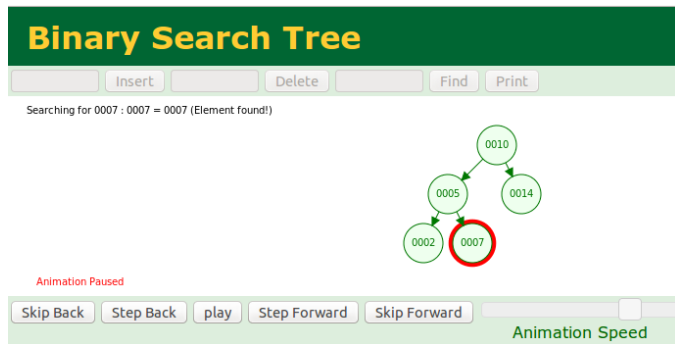 Binary Search Tree
Insert Delete Find Print
Searching for 0007 : 0007 = 0007 (Element found!)
0010
0005 0014
0002 0007
Animation Paused
Skip Back Step Back play Step Forward Skip Forward
Animation Speed